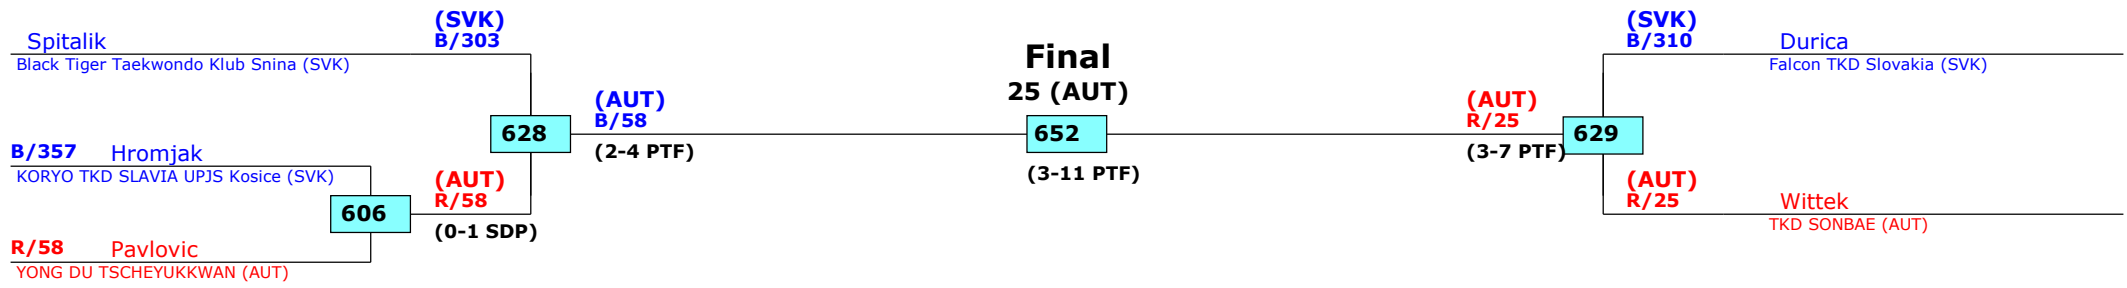 (SVK)
B/303
Spitalik
Black Tiger Taekwondo Klub Snina (SVK)
628
(AUT)
B/58
(2-4 PTF)
B/357 Hromjak
KORYO TKD SLAVIA UPJS Kosice (SVK)
606
(AUT)
R/58
(0-1 SDP)
R/58 Pavlovic
YONG DU TSCHEYUKKWAN (AUT)
Final
25 (AUT)
652
(3-11 PTF)
(AUT)
R/25
(3-7 PTF)
629
(SVK)
B/310
Durica
Falcon TKD Slovakia (SVK)
(AUT)
R/25
Wittek
TKD SONBAE (AUT)